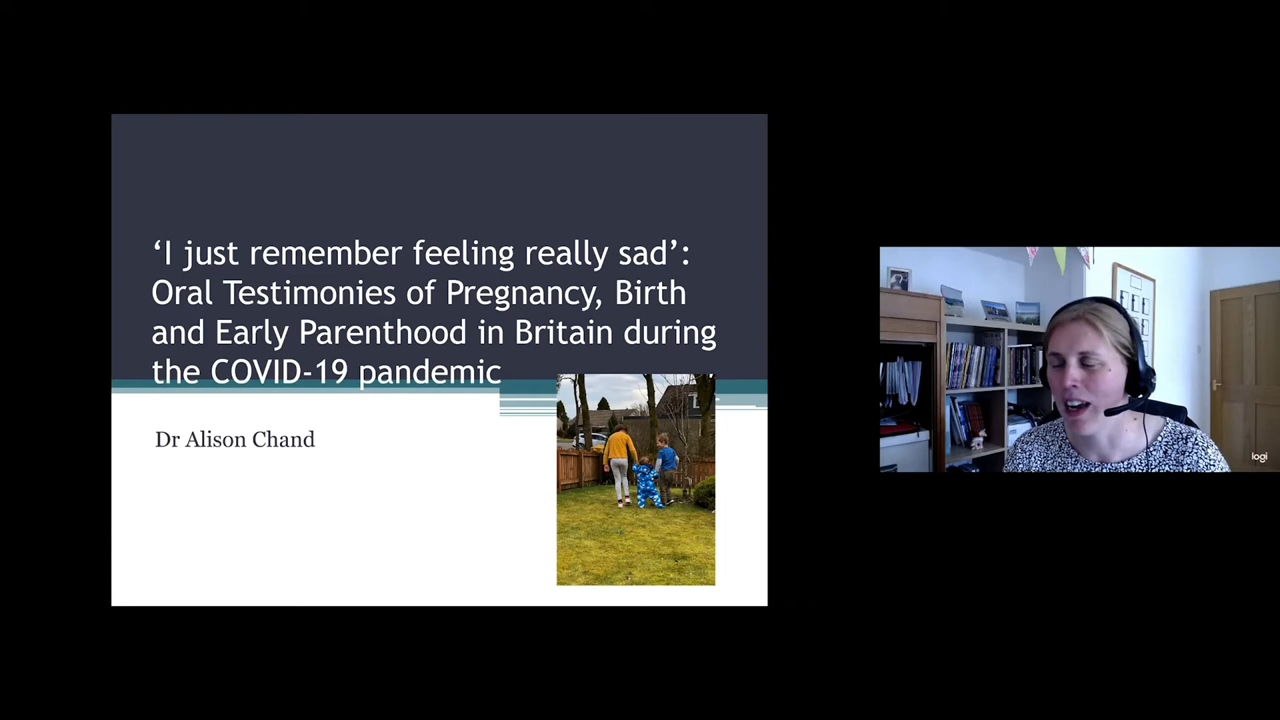 ‘I just remember feeling really sad’:
Oral Testimonies of Pregnancy, Birth
and Early Parenthood in Britain during
the COVID-19 pandemic
Dr Alison Chand
logi